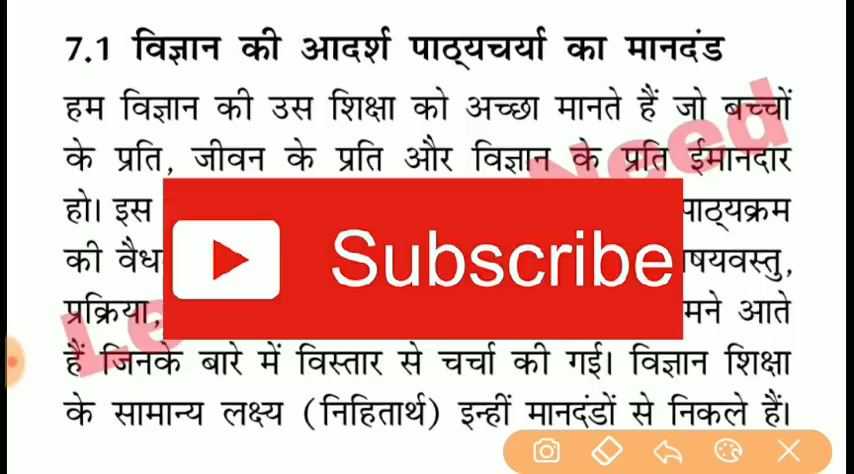 7.1 विज्ञान की आदर्श पाठ्यचर्या का मानदंड
हम विज्ञान की उस शिक्षा को अच्छा मानते हैं जो बच्चों
के प्रति, जीवन के प्रति और विज्ञान के प्रति ईमानदार
हो। इस पाठ्यक्रम
की वैध षयवस्तु,
Subscribe
प्रक्रिया, मने आते
हैं जिनके बारे में विस्तार से चर्चा की गई। विज्ञान शिक्षा
के सामान्य लक्ष्य (निहितार्थ) इन्हीं मानदंडों से निकले हैं।
Need